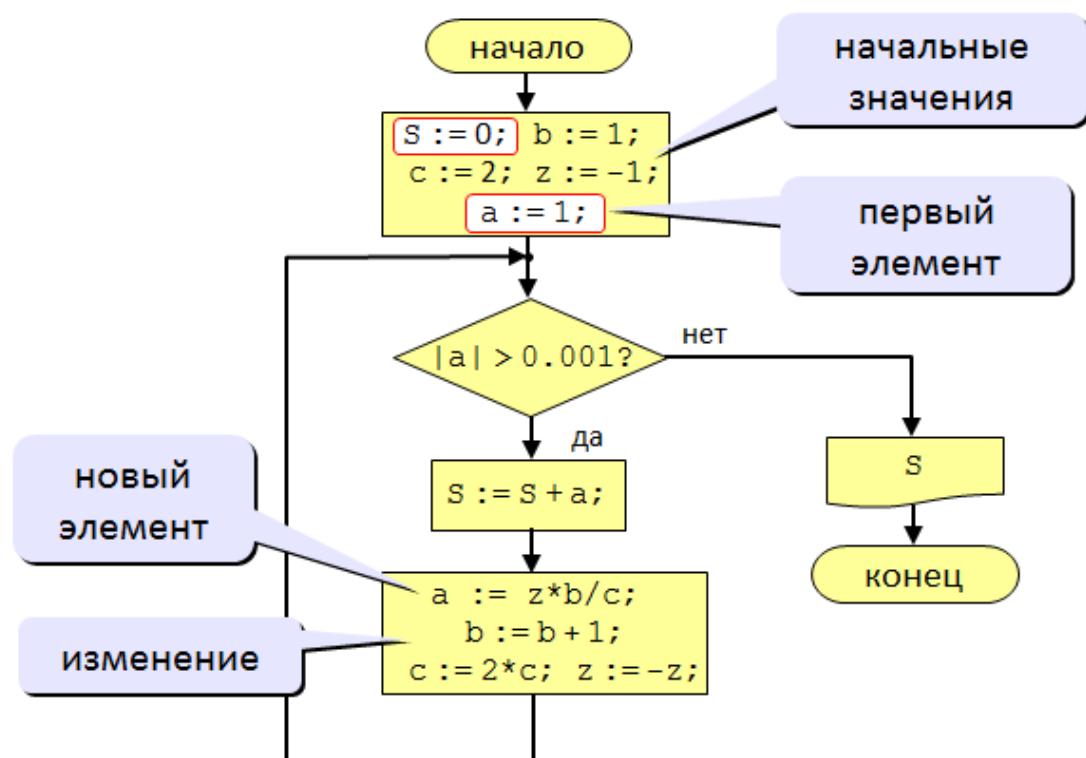 начало
начальные
значения
S := 0; b := 1;
c := 2; z := -1;
a := 1;
первый
элемент
|a| > 0.001?
нет
да
новый
элемент
S := S + a;
S
конец
a := z*b/c;
b := b + 1;
c := 2*c; z := -z;
изменение